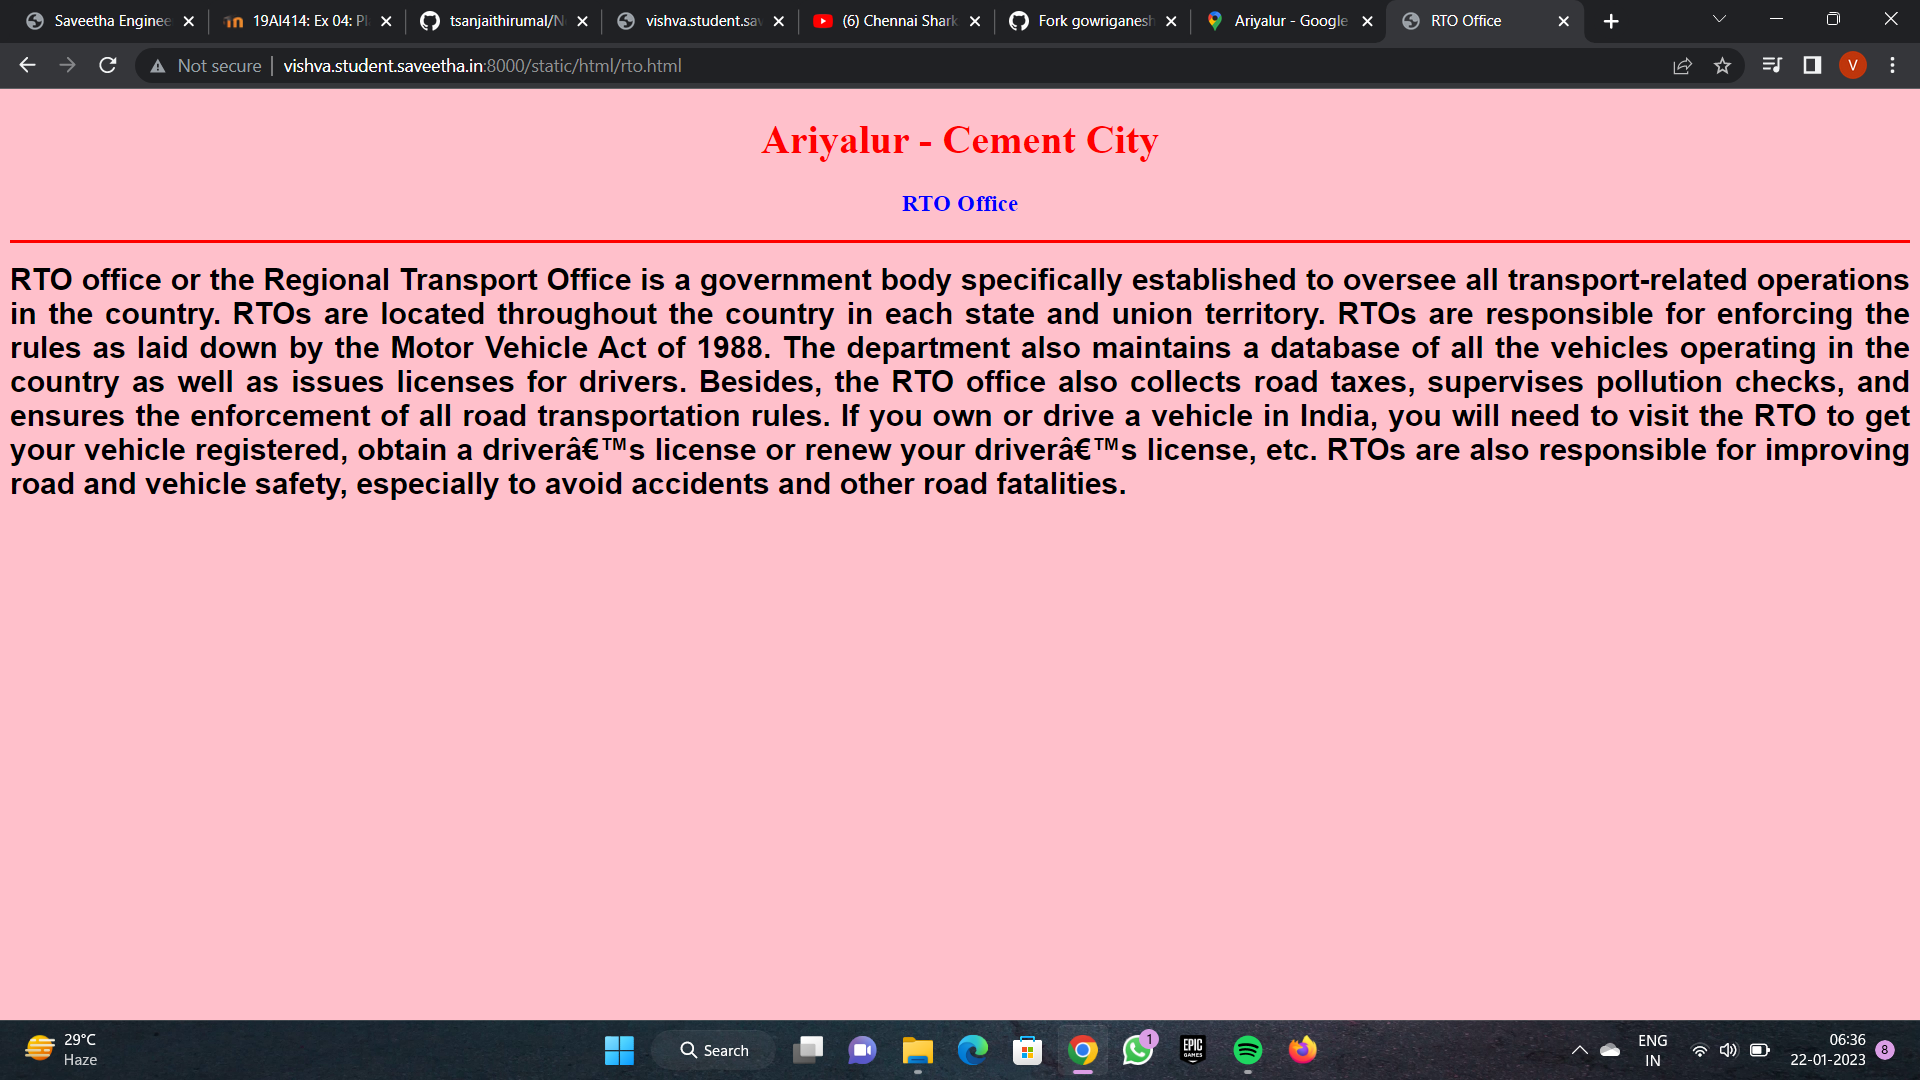 Saveetha Enginee
19AI414: Ex 04: Pl
tsanjaithirumal/N
vishva.student.sav
(6) Chennai Shark
Fork gowriganesh
Ariyalur - Google
RTO Office
Not secure
vishva.student.saveetha.in:8000/static/html/rto.html
V
Ariyalur - Cement City
RTO Office
RTO office or the Regional Transport Office is a government body specifically established to oversee all transport-related operations
in the country. RTOs are located throughout the country in each state and union territory. RTOs are responsible for enforcing the
rules as laid down by the Motor Vehicle Act of 1988. The department also maintains a database of all the vehicles operating in the
country as well as issues licenses for drivers. Besides, the RTO office also collects road taxes, supervises pollution checks, and
ensures the enforcement of all road transportation rules. If you own or drive a vehicle in India, you will need to visit the RTO to get
your vehicle registered, obtain a driverâ€™s license or renew your driverâ€™s license, etc. RTOs are also responsible for improving
road and vehicle safety, especially to avoid accidents and other road fatalities.
29°C
Haze
Search
1
EPIC
GAMES
ENG
IN
06:36
22-01-2023
8